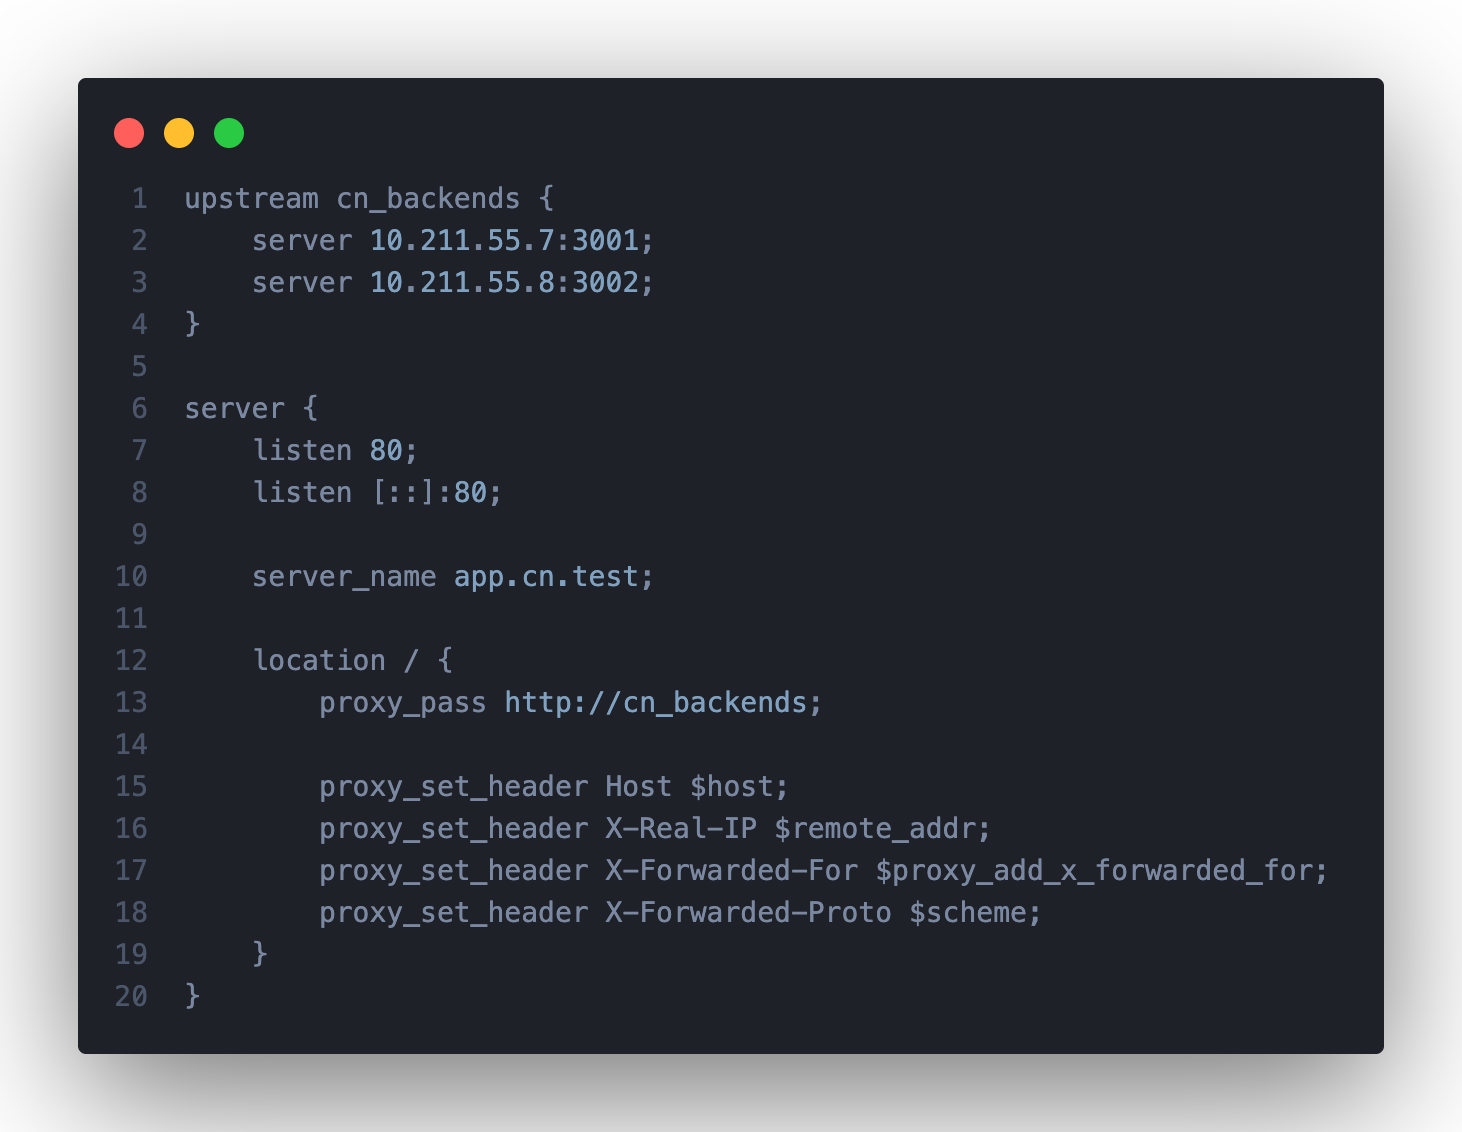 1 upstream cn_backends {
2     server 10.211.55.7:3001;
3     server 10.211.55.8:3002;
4 }
5
6 server {
7     listen 80;
8     listen [::]:80;
9
10     server_name app.cn.test;
11
12     location / {
13         proxy_pass http://cn_backends;
14
15         proxy_set_header Host $host;
16         proxy_set_header X-Real-IP $remote_addr;
17         proxy_set_header X-Forwarded-For $proxy_add_x_forwarded_for;
18         proxy_set_header X-Forwarded-Proto $scheme;
19     }
20 }